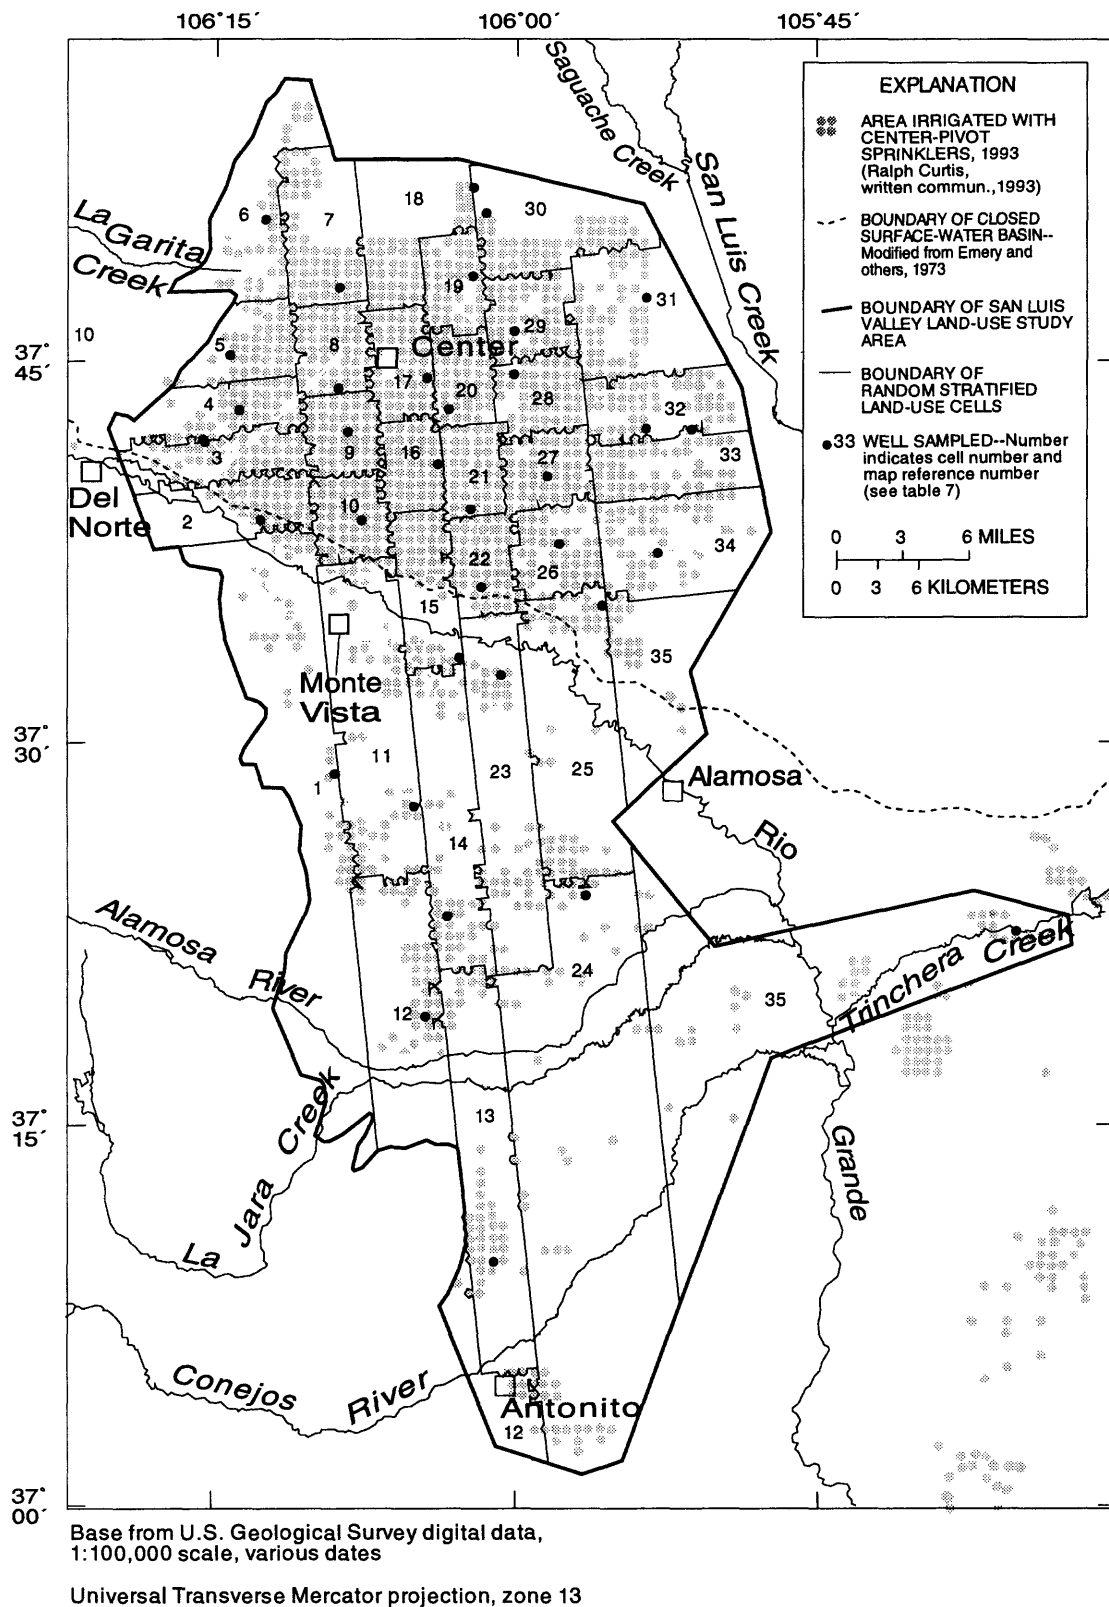 106°15′
106°00′
105°45′
EXPLANATION
AREA IRRIGATED WITH
CENTER-PIVOT
SPRINKLERS, 1993
(Ralph Curtis,
written commun.,1993)
BOUNDARY OF CLOSED
SURFACE-WATER BASIN--
Modified from Emery and
others, 1973
BOUNDARY OF SAN LUIS
VALLEY LAND-USE STUDY
AREA
BOUNDARY OF
RANDOM STRATIFIED
LAND-USE CELLS
33 WELL SAMPLED--Number
indicates cell number and
map reference number
(see table 7)
0 3 6 MILES
0 3 6 KILOMETERS
Saguache Creek
San Luis Creek
La
Garita
Creek
18
30
6
7
19
31
29
10
5
8
Center
37°
45′
17
20
28
4
32
3
9
16
21
27
33
Del
Norte
2
10
22
26
34
15
35
Monte
Vista
37°
30′
11
23
25
1
Alamosa
14
Rio
Alamosa
River
24
Trinchera Creek
35
12
13
37°
15′
La Jara Creek
Grande
Conejos River
Antonito
12
37°
00′
Base from U.S. Geological Survey digital data,
1:100,000 scale, various dates
Universal Transverse Mercator projection, zone 13